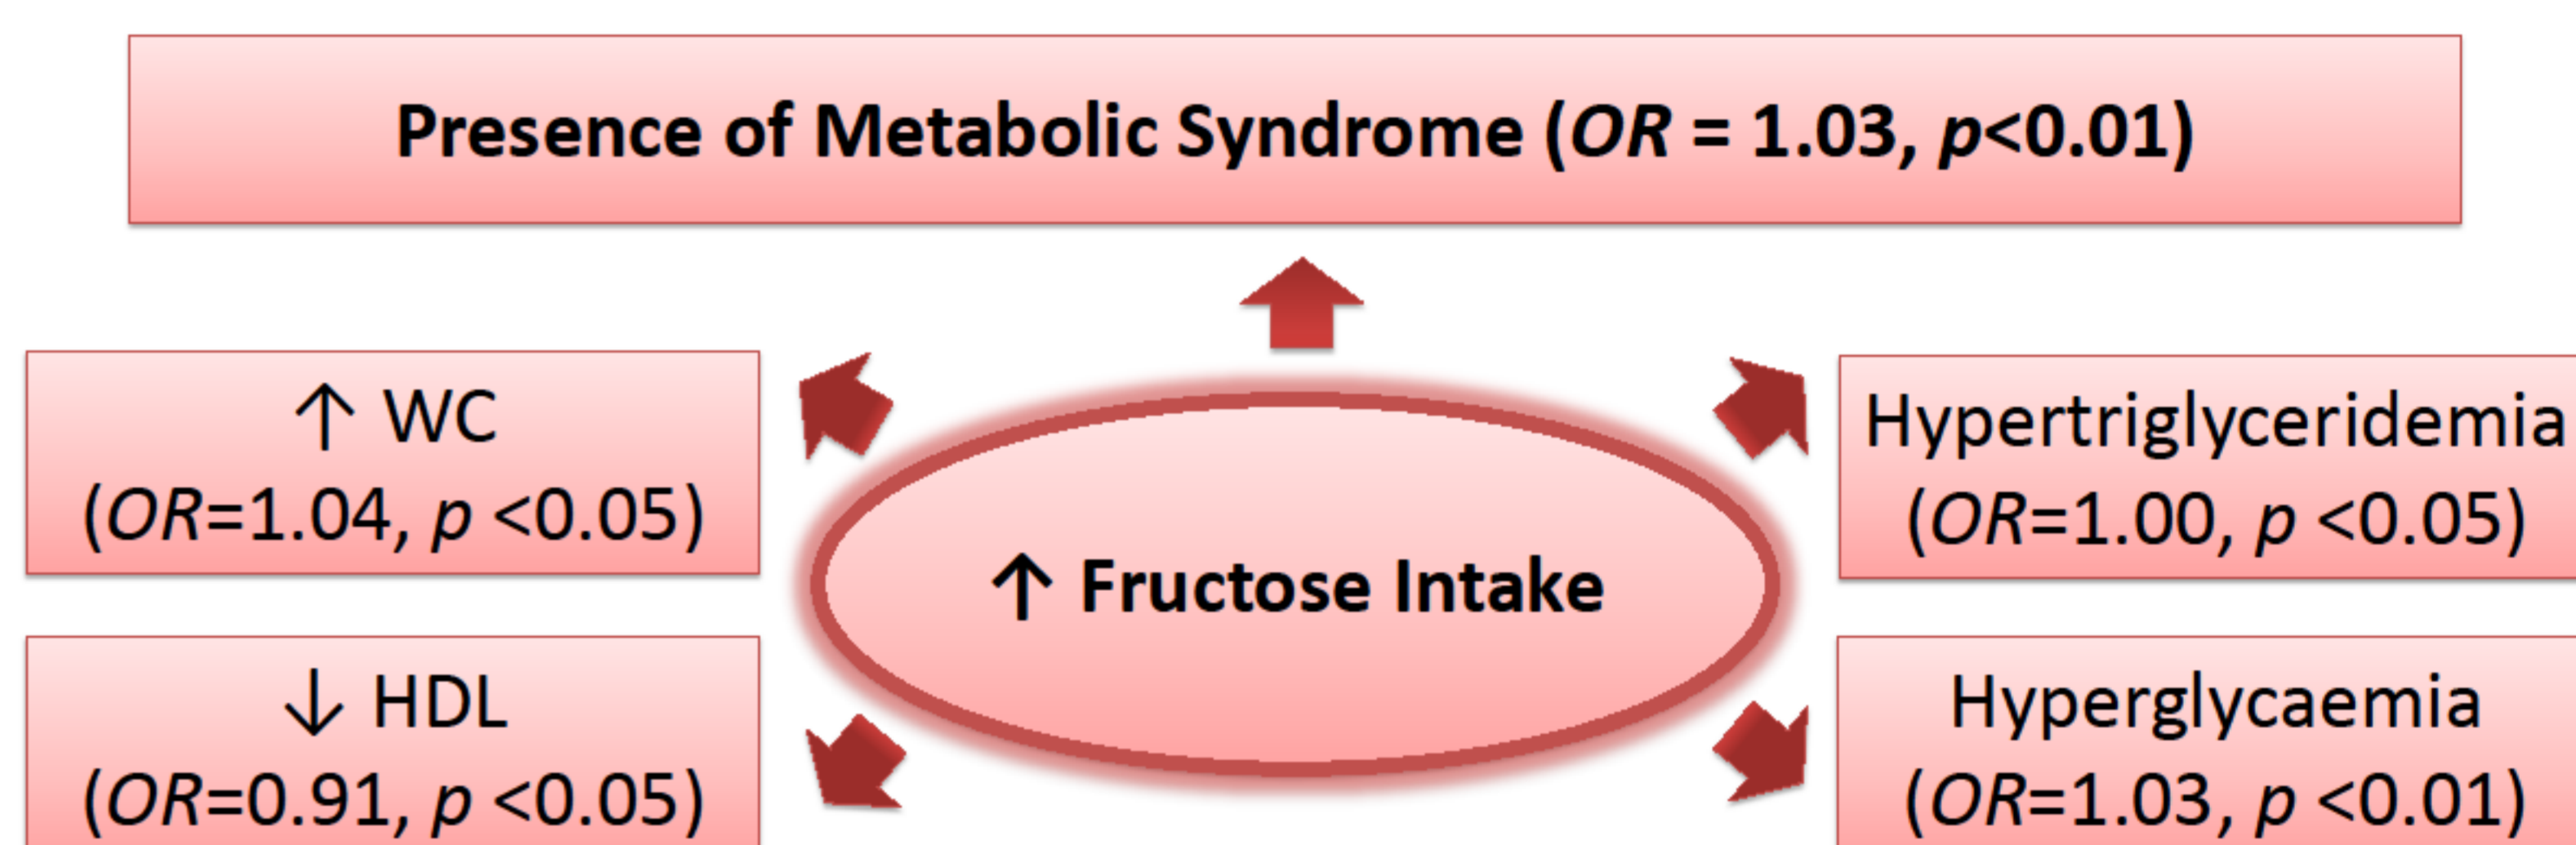 Presence of Metabolic Syndrome (OR = 1.03, p<0.01)
↑ WC
(OR=1.04, p <0.05)
Hypertriglyceridemia
(OR=1.00, p <0.05)
↑ Fructose Intake
↓ HDL
(OR=0.91, p <0.05)
Hyperglycaemia
(OR=1.03, p <0.01)